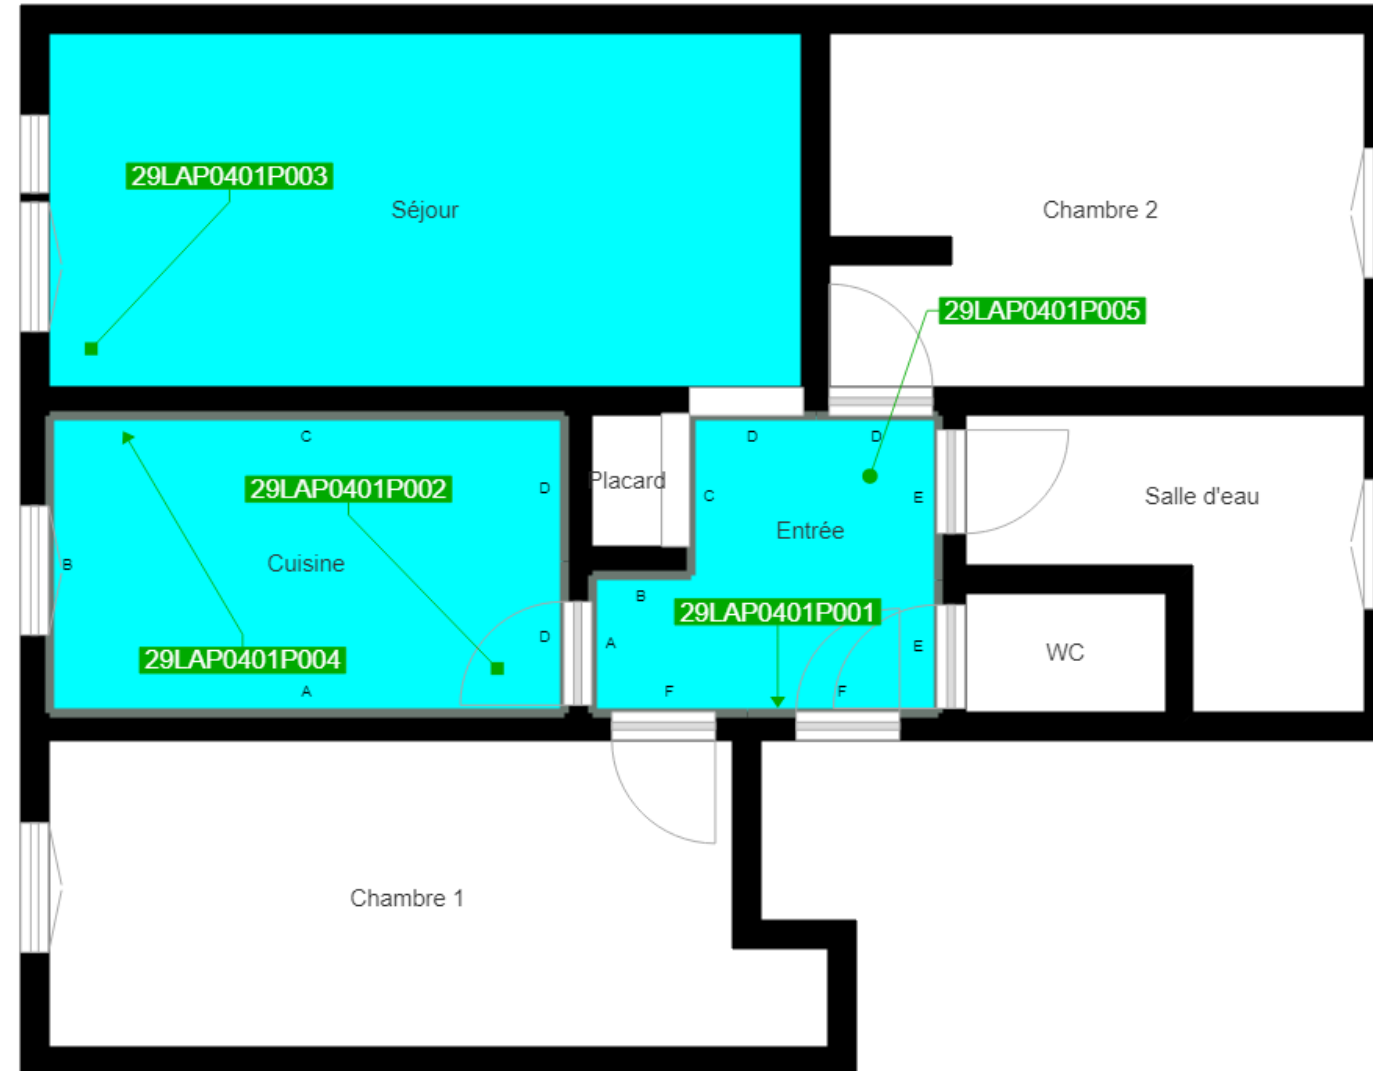 29LAP0401P003
Séjour
Chambre 2
29LAP0401P005
C
D
D
D
29LAP0401P002
Placard
C
E
Salle d'eau
Entrée
B
Cuisine
B
29LAP0401P001
D
A
E
WC
29LAP0401P004
A
F
F
Chambre 1